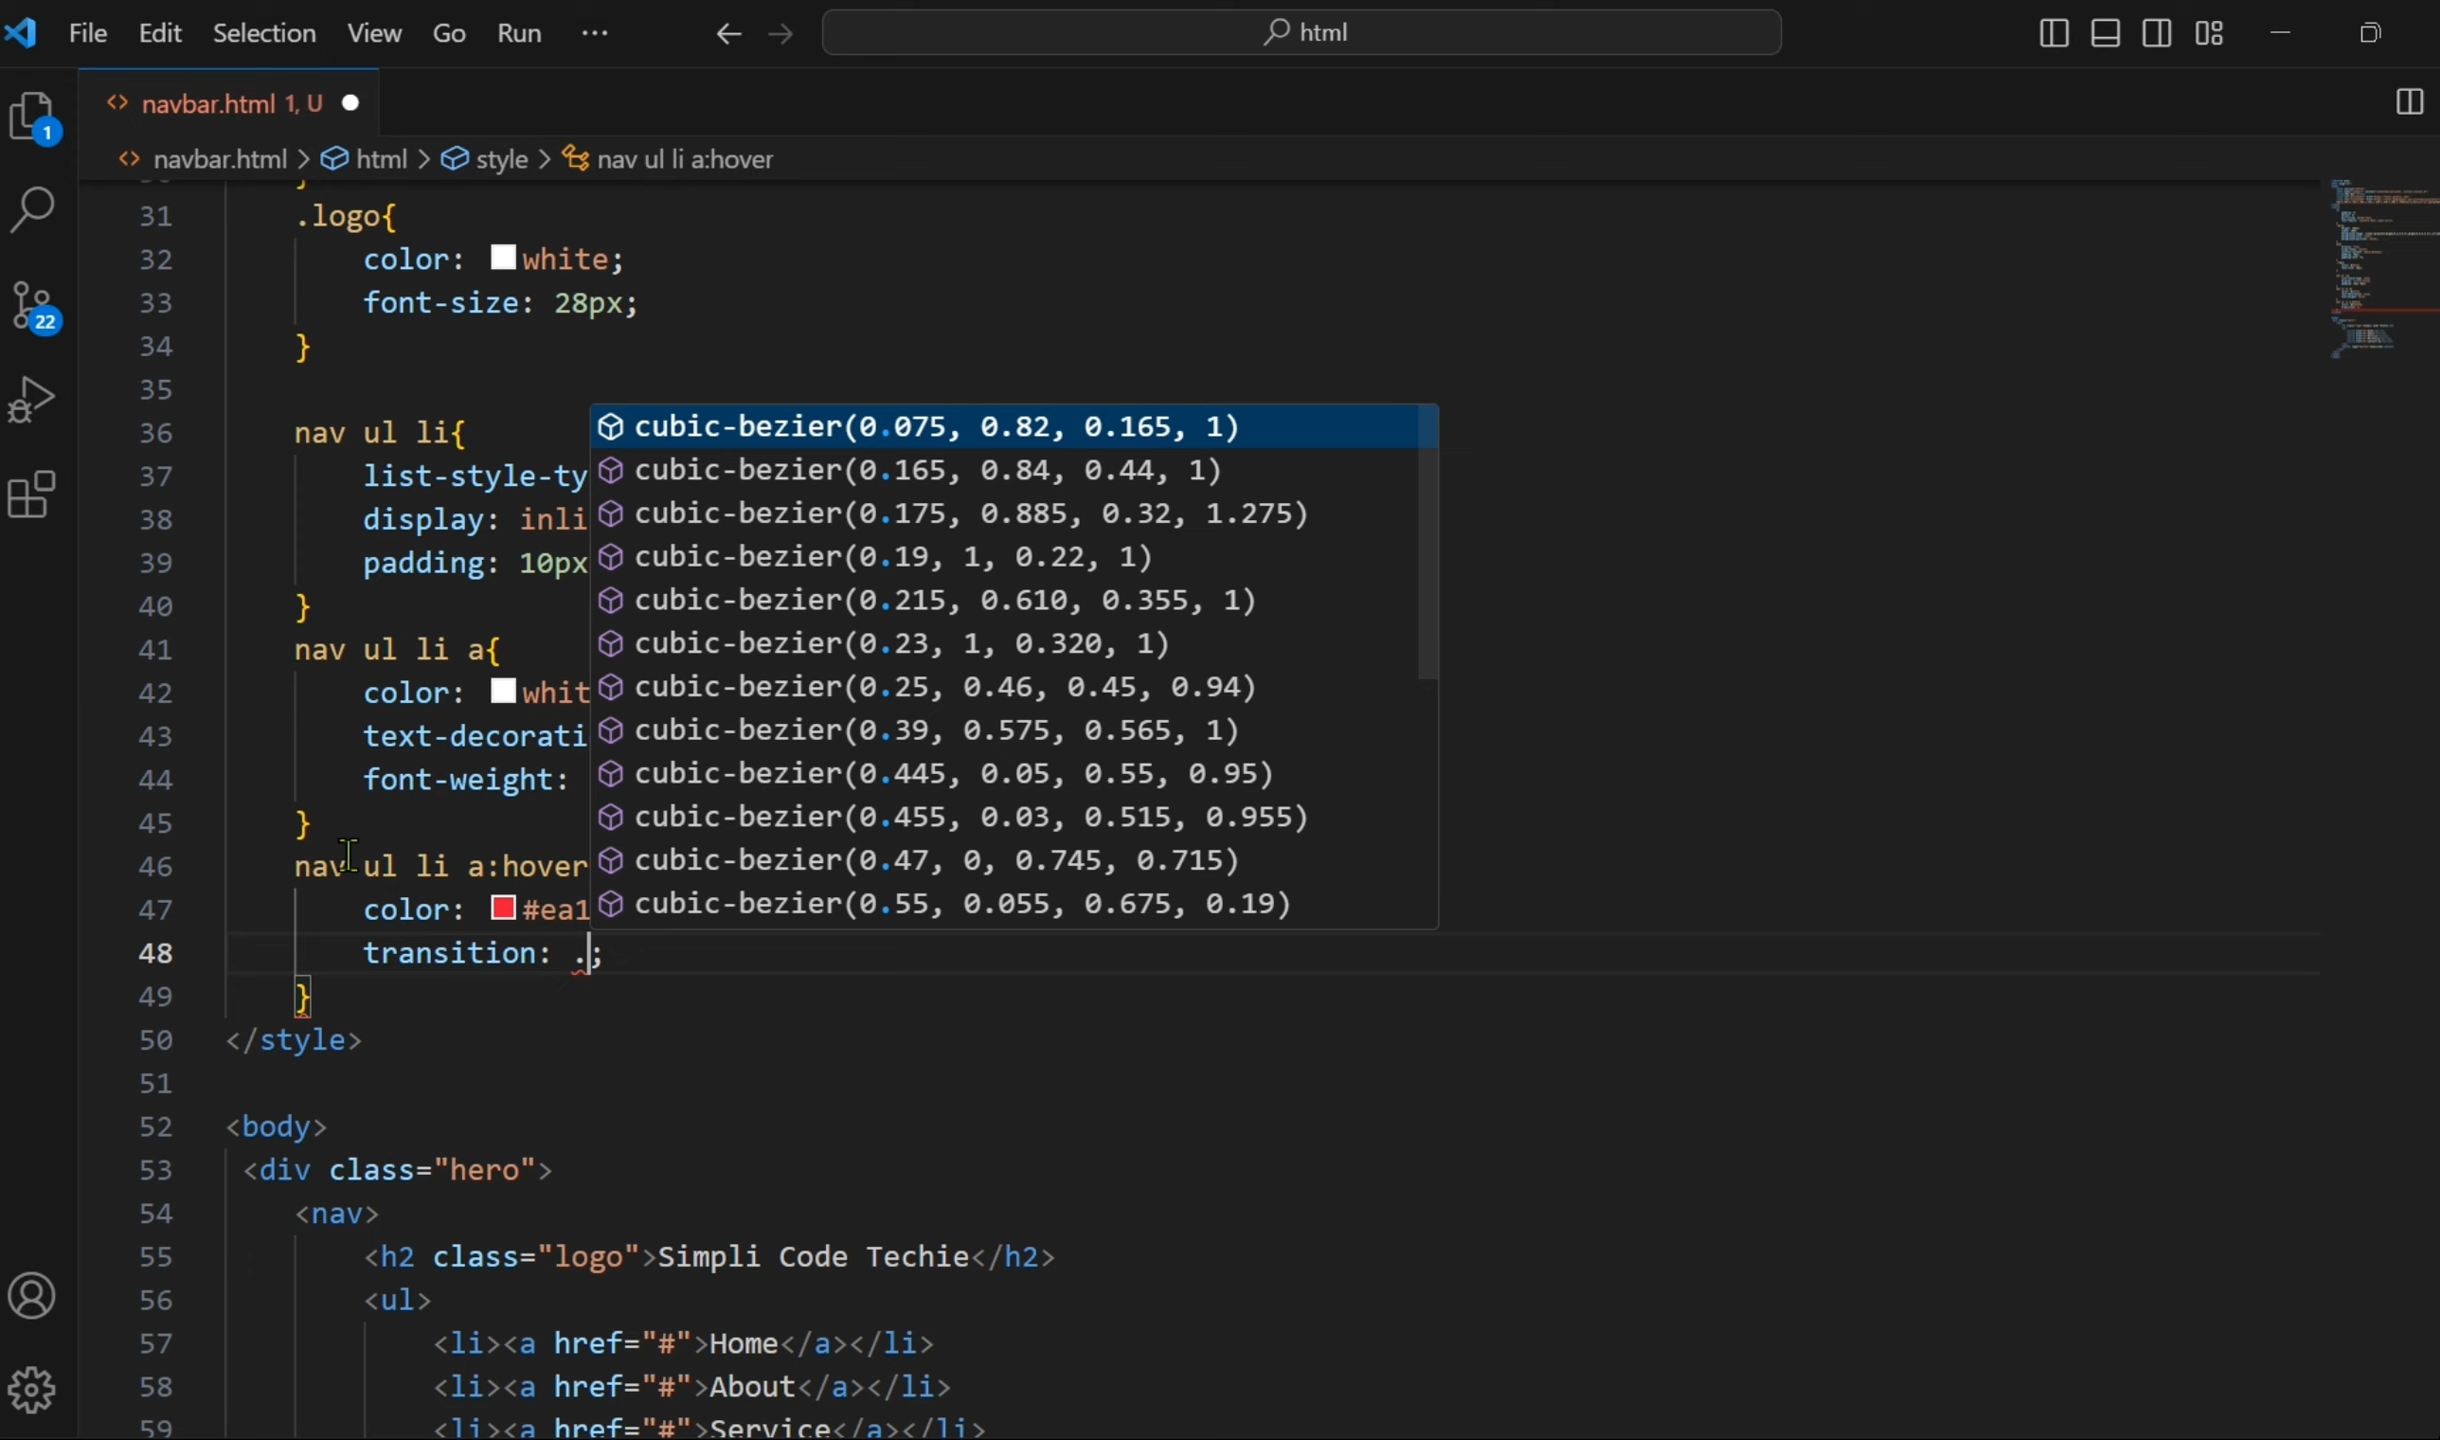 File Edit Selection View Go Run ···
html
navbar.html 1, U
navbar.html > html > style > nav ul li a:hover
1
22
31 .logo{
32 color: white;
33 font-size: 28px;
34 }
35
36 nav ul li{
37 list-style-ty
38 display: inli
39 padding: 10px
40 }
41 nav ul li a{
42 color: whit
43 text-decorati
44 font-weight:
45 }
46 nav ul li a:hover
47 color: #ea1
48 transition: .;
49 }
50 </style>
51
52 <body>
53 <div class="hero">
54 <nav>
55 <h2 class="logo">Simpli Code Techie</h2>
56 <ul>
57 <li><a href="#">Home</a></li>
58 <li><a href="#">About</a></li>
59 <li><a href="#">Service</a></li>
cubic-bezier(0.075, 0.82, 0.165, 1)
cubic-bezier(0.165, 0.84, 0.44, 1)
cubic-bezier(0.175, 0.885, 0.32, 1.275)
cubic-bezier(0.19, 1, 0.22, 1)
cubic-bezier(0.215, 0.610, 0.355, 1)
cubic-bezier(0.23, 1, 0.320, 1)
cubic-bezier(0.25, 0.46, 0.45, 0.94)
cubic-bezier(0.39, 0.575, 0.565, 1)
cubic-bezier(0.445, 0.05, 0.55, 0.95)
cubic-bezier(0.455, 0.03, 0.515, 0.955)
cubic-bezier(0.47, 0, 0.745, 0.715)
cubic-bezier(0.55, 0.055, 0.675, 0.19)